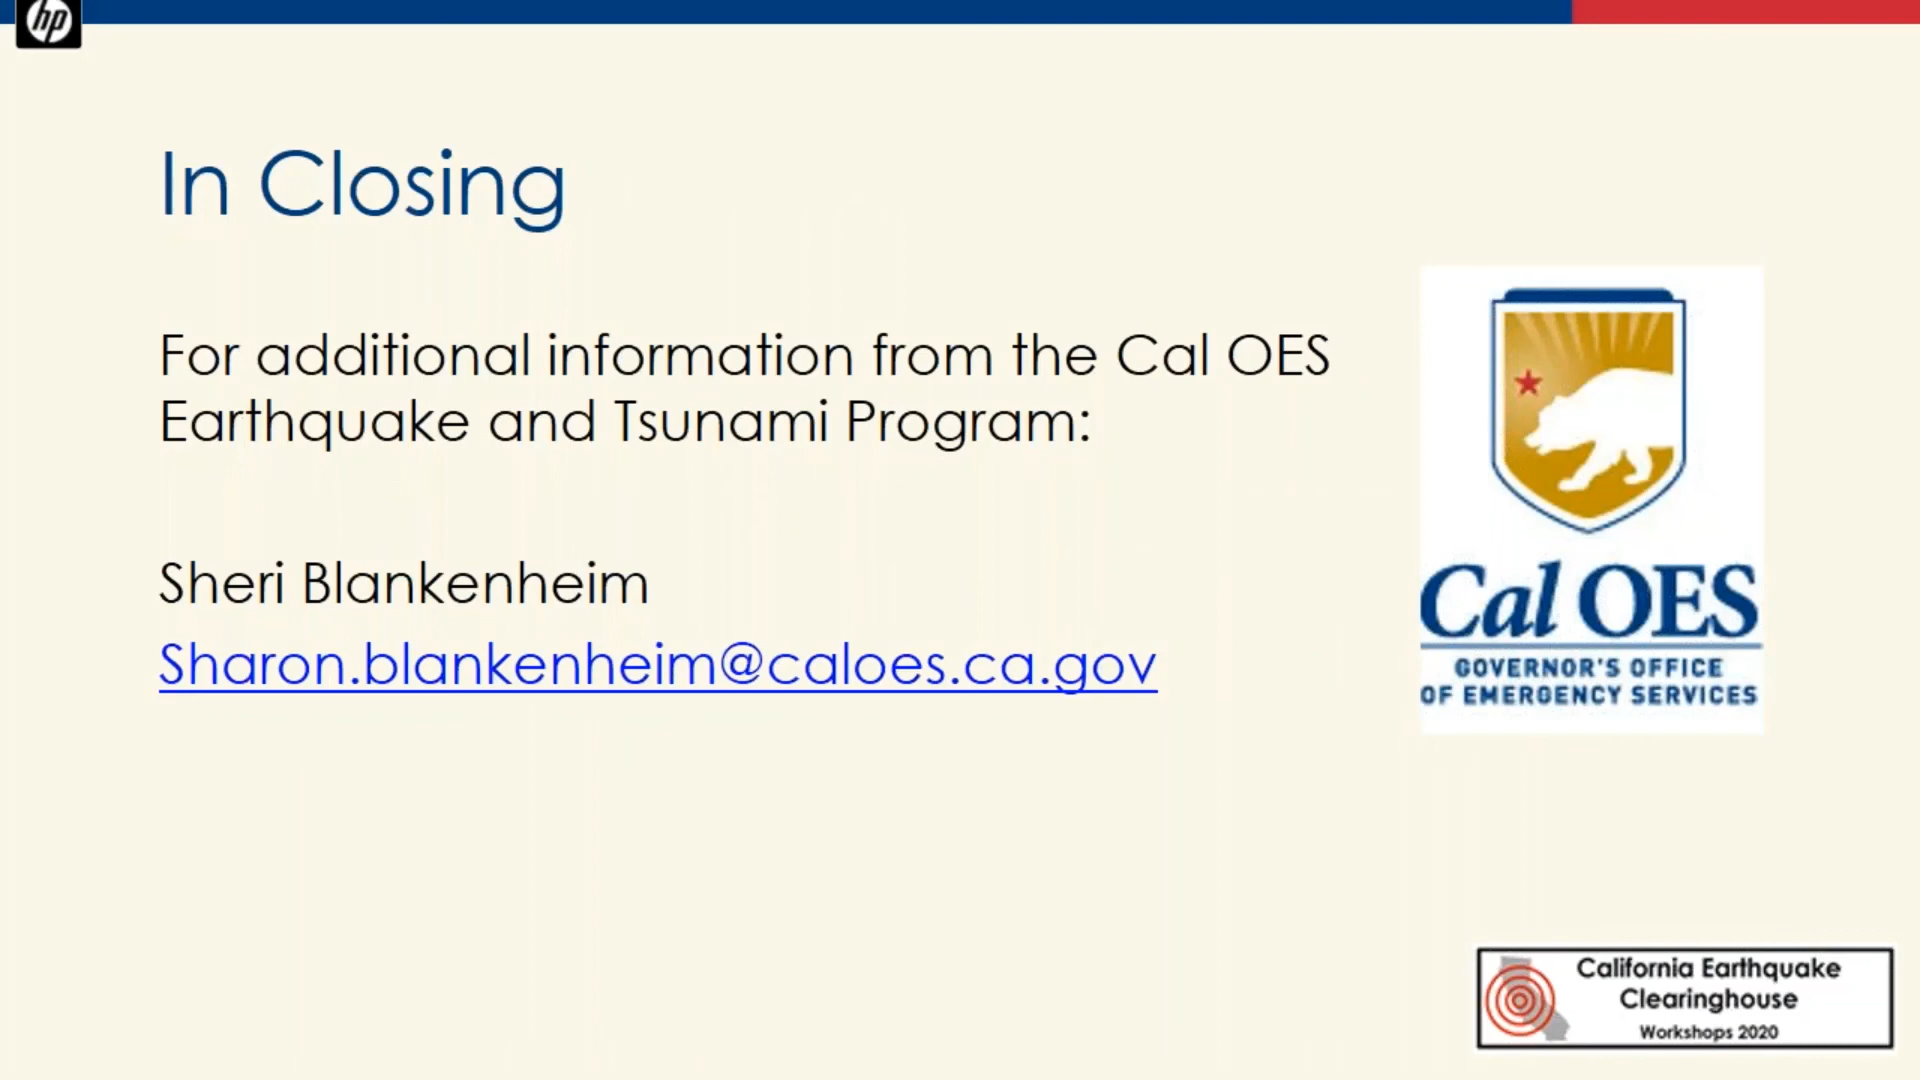 hp
In Closing
For additional information from the Cal OES
Earthquake and Tsunami Program:
Sheri Blankenheim
Sharon.blankenheim@caloes.ca.gov
Cal OES
GOVERNOR'S OFFICE
OF EMERGENCY SERVICES
California Earthquake
Clearinghouse
Workshops 2020